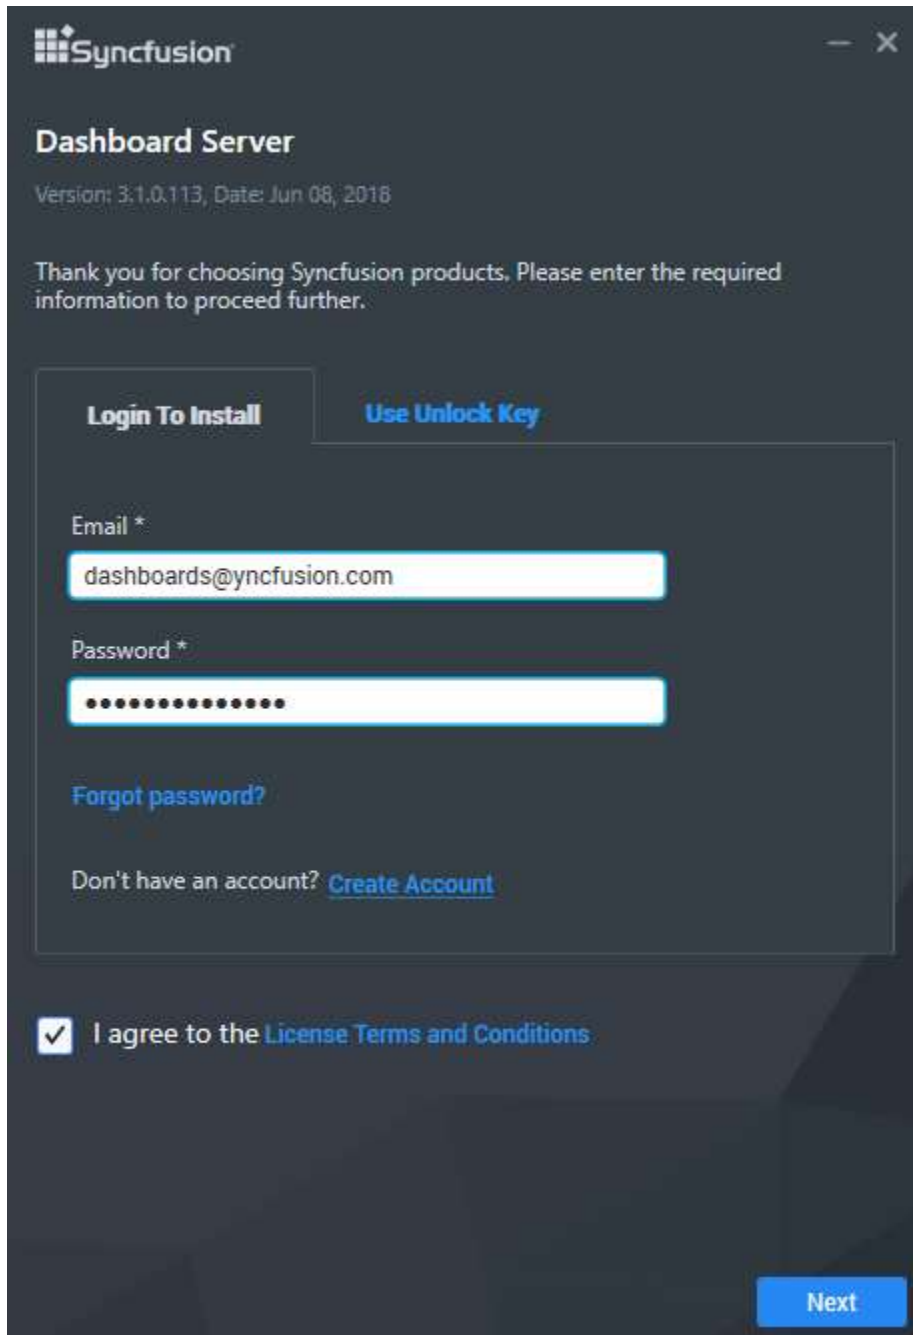 Syncfusion
Dashboard Server
Version: 3.1.0.113, Date: Jun 08, 2018
Thank you for choosing Syncfusion products. Please enter the required
information to proceed further.
Login To Install
Use Unlock Key
Email *
dashboards@yncfusion.com
Password *
••••••••••••••
Forgot password?
Don't have an account? Create Account
I agree to the License Terms and Conditions
Next